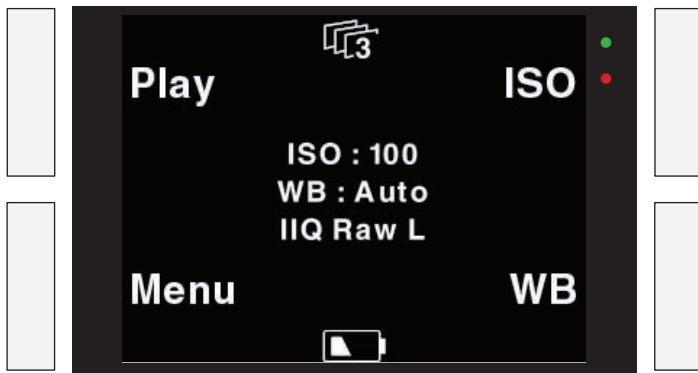 3
Play
ISO
ISO : 100
WB : Auto
IIQ Raw L
Menu
WB